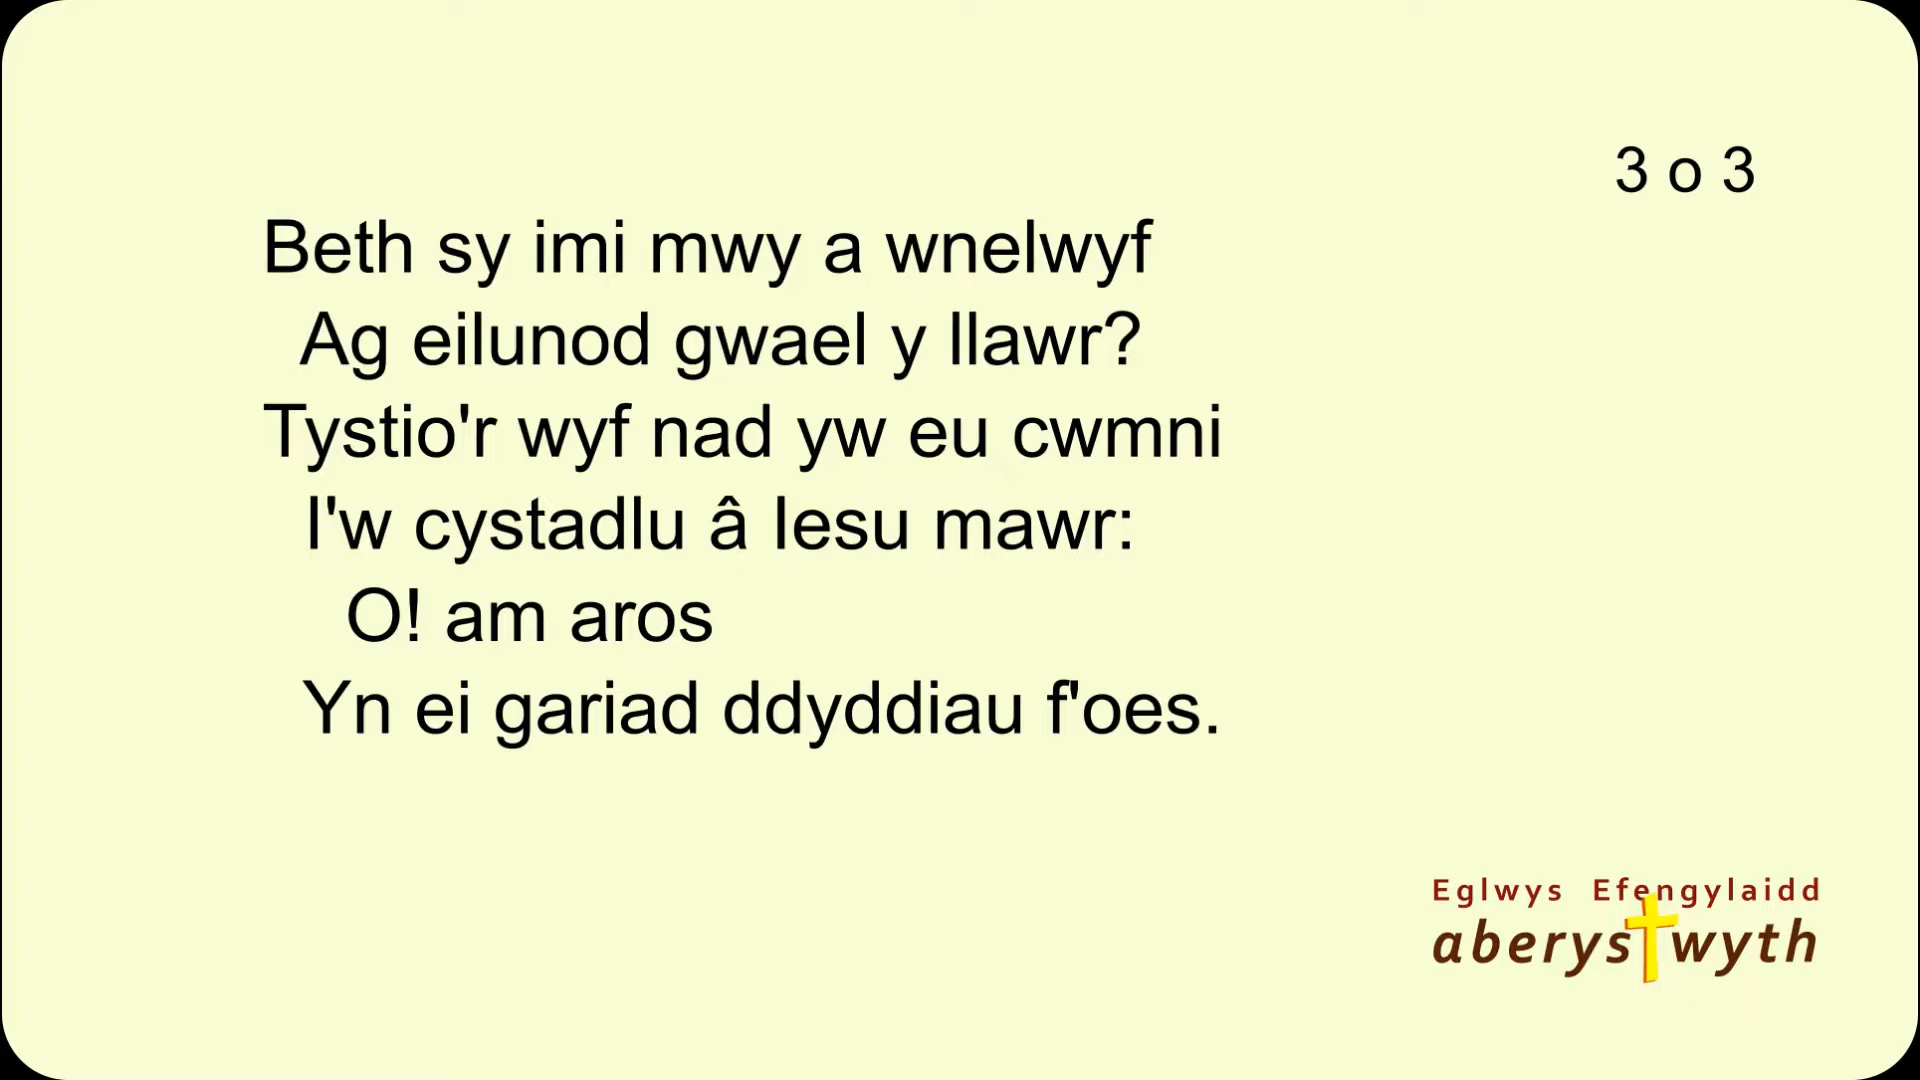 3 o 3
Beth sy imi mwy a wnelwyf
Ag eilunod gwael y llawr?
Tystio'r wyf nad yw eu cwmni
I'w cystadlu â Iesu mawr:
O! am aros
Yn ei gariad ddyddiau f'oes.
Eglwys Efengylaidd
aberystwyth